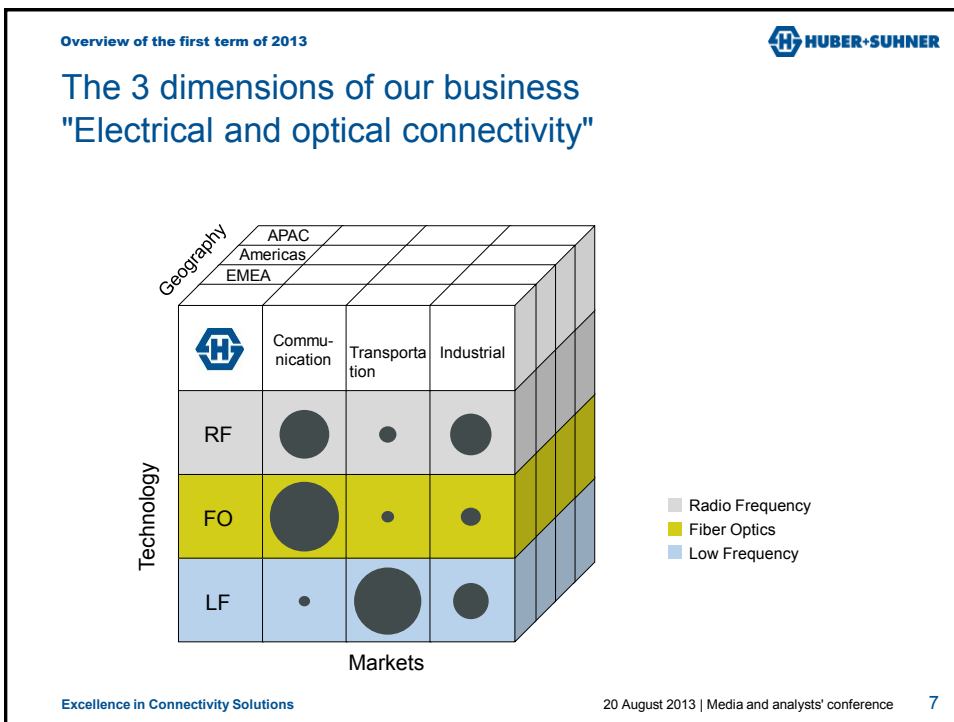 Overview of the first term of 2013
HUBER+SUHNER
The 3 dimensions of our business
"Electrical and optical connectivity"
Geography
APAC
Americas
EMEA
Commu-
nication
Transporta
tion
Industrial
Technology
RF
FO
LF
Markets
Radio Frequency
Fiber Optics
Low Frequency
Excellence in Connectivity Solutions
20 August 2013 | Media and analysts' conference 7